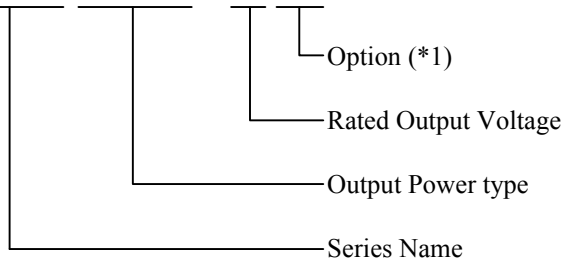 Option (*1)
Rated Output Voltage
Output Power type
Series Name